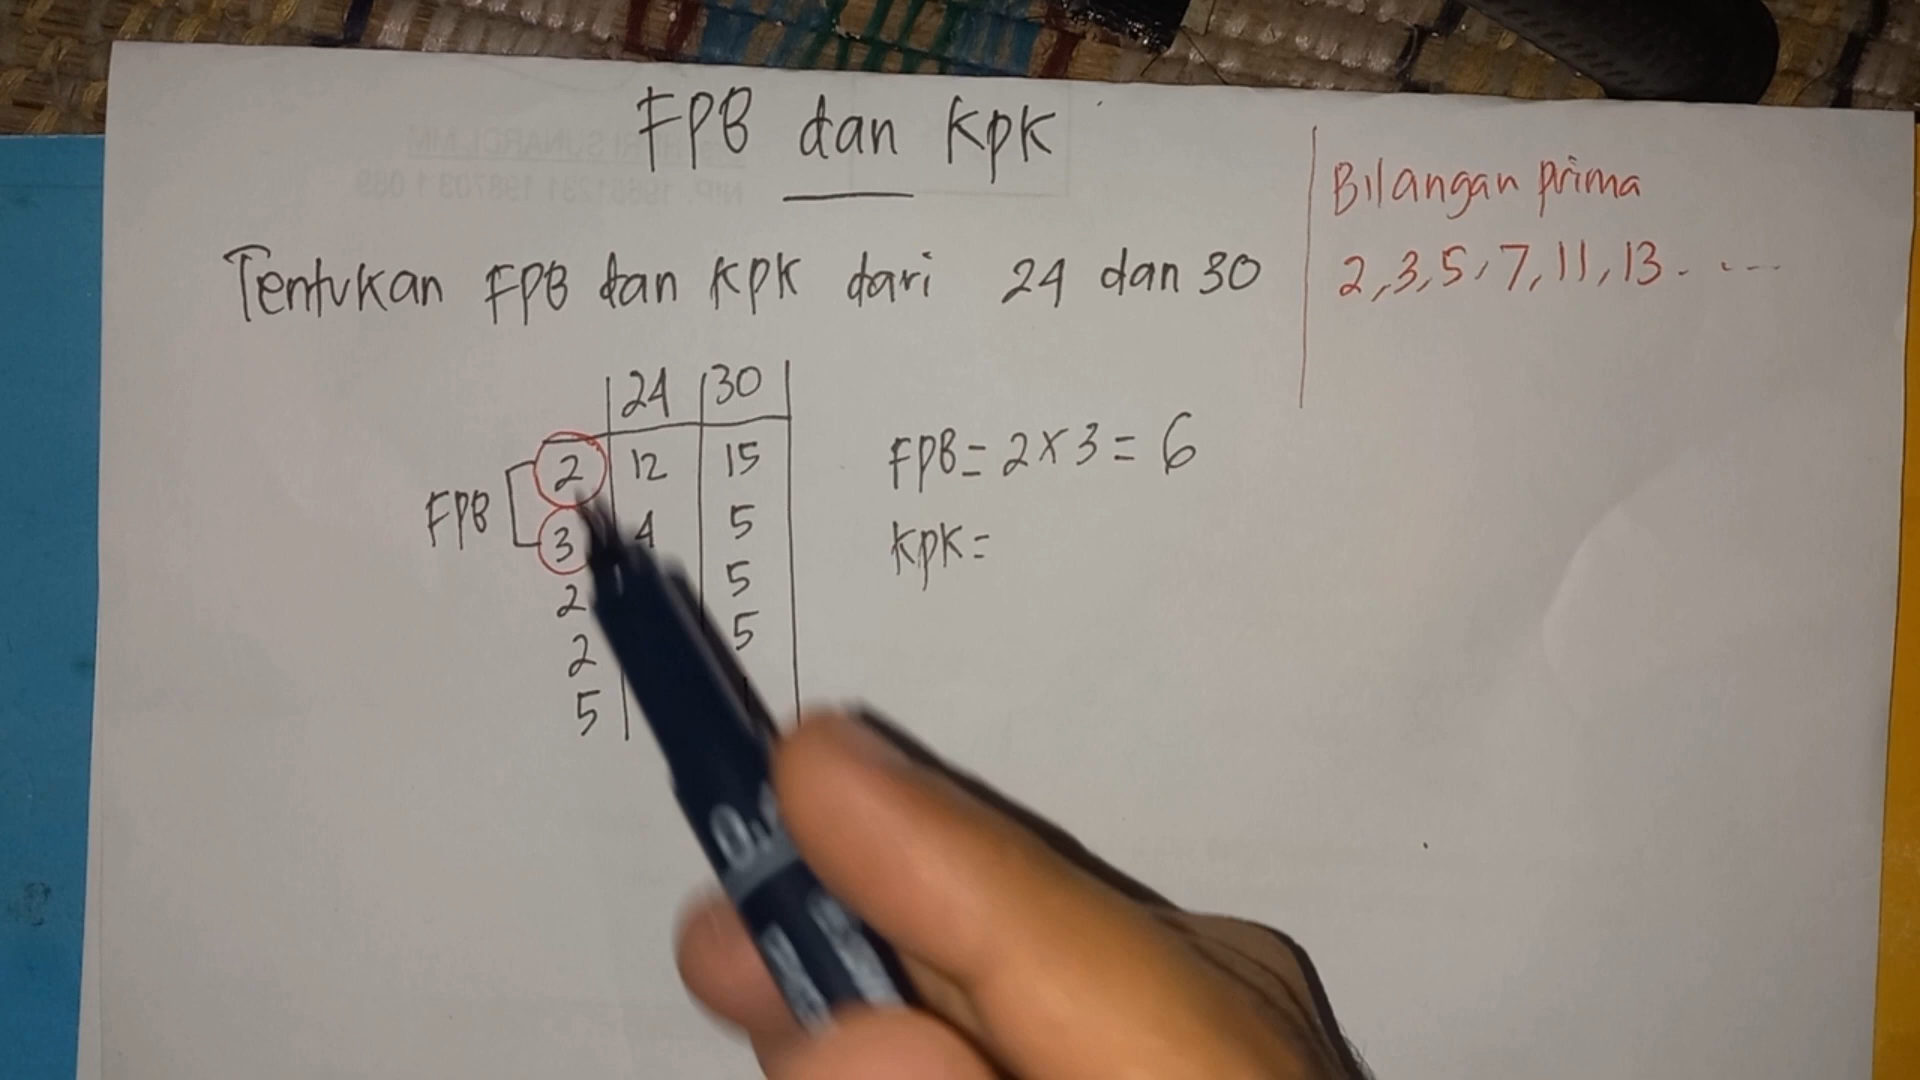 FPB dan KPK
Tentukan FPB dan KPK dari 24 dan 30
Bilangan prima
2, 3, 5, 7, 11, 13. ...
24 30
2 12 15
FPB
3 4 5
2 5
2 5
5
FPB = 2 x 3 = 6
KPK =